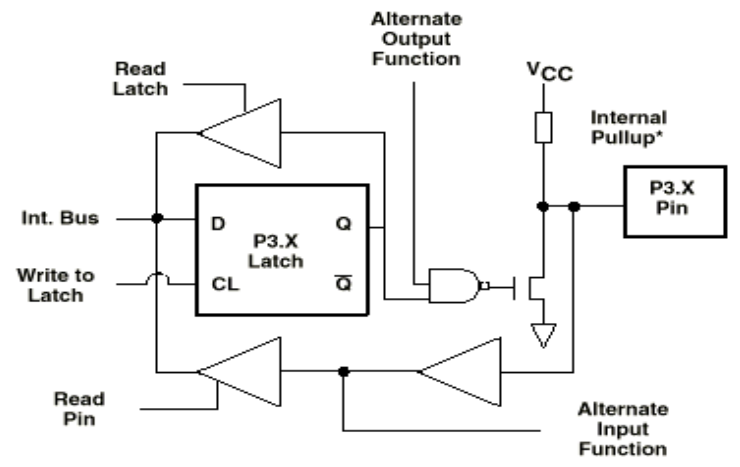 Alternate
Output
Function
Read
Latch
VCC
Internal
Pullup*
P3.X
Pin
Int. Bus
D
Q
P3.X
Latch
Write to
Latch
CL
Q̅
Read
Pin
Alternate
Input
Function